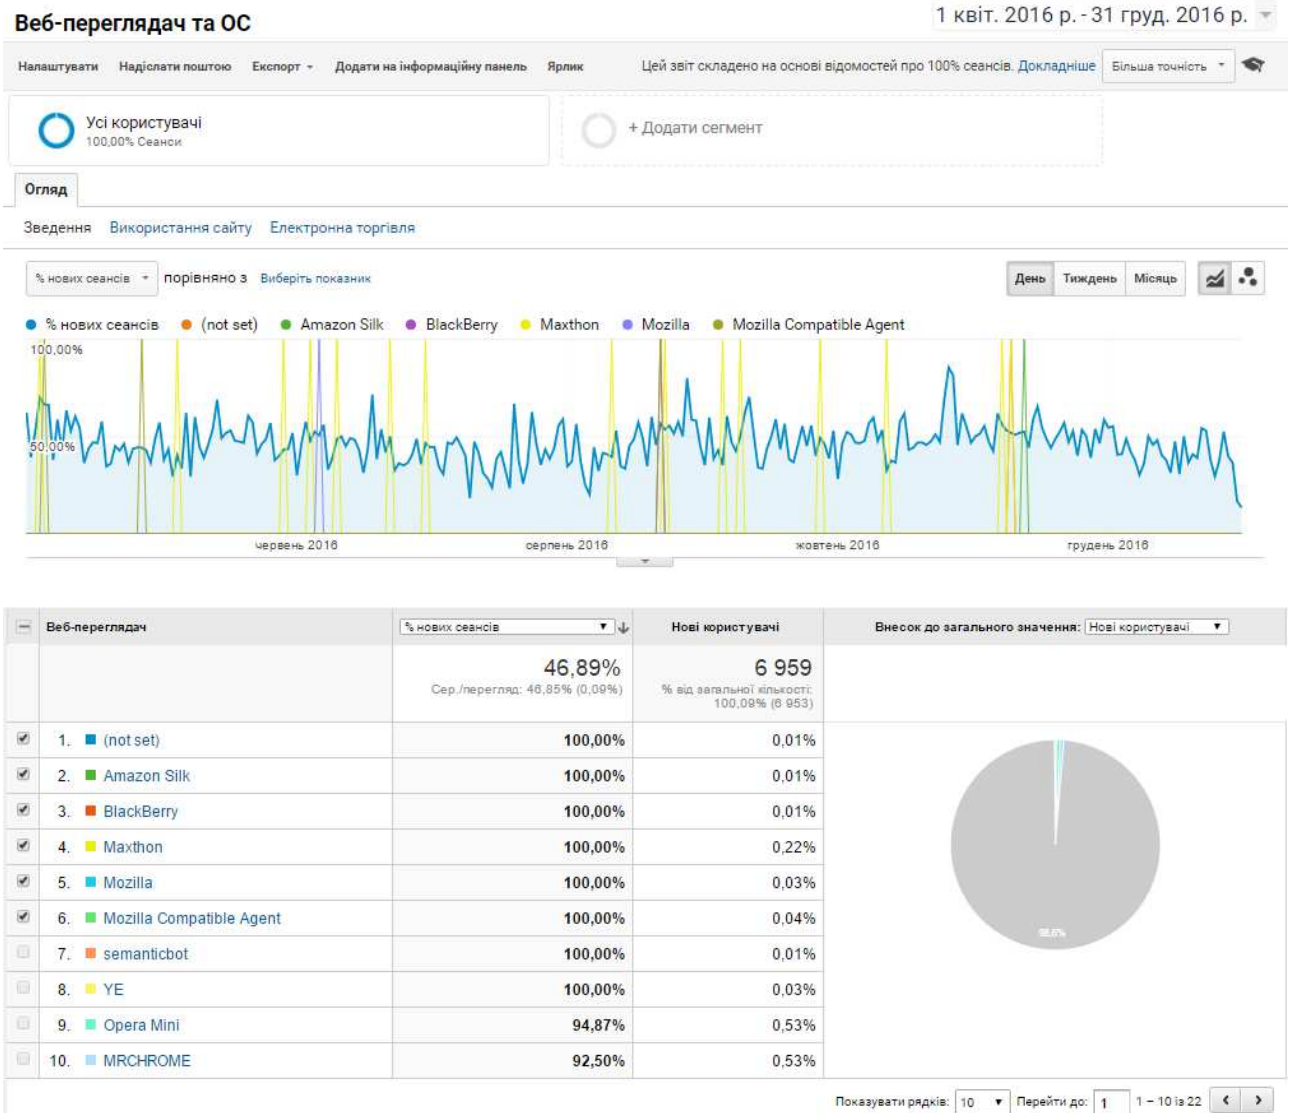 Веб-переглядач та ОС
1 квіт. 2016 р. - 31 груд. 2016 р.
Налаштувати Надіслати поштою Експорт Додати на інформаційну панель Ярлик Цей звіт складено на основі відомостей про 100% сеансів. Докладніше Більша точність
Усі користувачі
100,00% Сеанси
+ Додати сегмент
Огляд
Зведення Використання сайту Електронна торгівля
% нових сеансів порівняно з Виберіть показник День Тиждень Місяць
% нових сеансів (not set) Amazon Silk BlackBerry Maxthon Mozilla Mozilla Compatible Agent
100,00%
50,00%
червень 2016 серпень 2016 жовтень 2016 грудень 2016
Веб-переглядач % нових сеансів Нові користувачі Внесок до загального значення: Нові користувачі
46,89% 6 959
Сер./перегляд: 46,85% (0,09%) % від загальної кількості:
100,09% (6 953)
1. (not set) 100,00% 0,01%
2. Amazon Silk 100,00% 0,01%
3. BlackBerry 100,00% 0,01%
4. Maxthon 100,00% 0,22%
5. Mozilla 100,00% 0,03%
6. Mozilla Compatible Agent 100,00% 0,04%
98,6%
7. semanticbot 100,00% 0,01%
8. YE 100,00% 0,03%
9. Opera Mini 94,87% 0,53%
10. MRCHROME 92,50% 0,53%
Показувати рядків: 10 Перейти до: 1 1 – 10 із 22